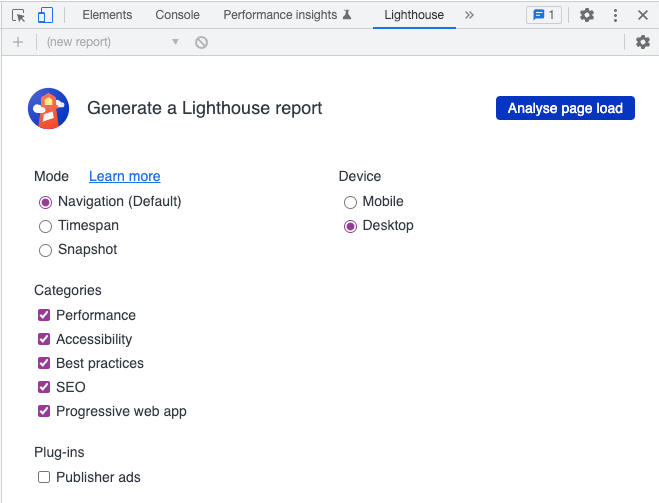 Elements Console Performance insights Lighthouse » 1
+ (new report)
Generate a Lighthouse report Analyse page load
Mode Learn more Device
Navigation (Default) Mobile
Timespan Desktop
Snapshot
Categories
Performance
Accessibility
Best practices
SEO
Progressive web app
Plug-ins
Publisher ads